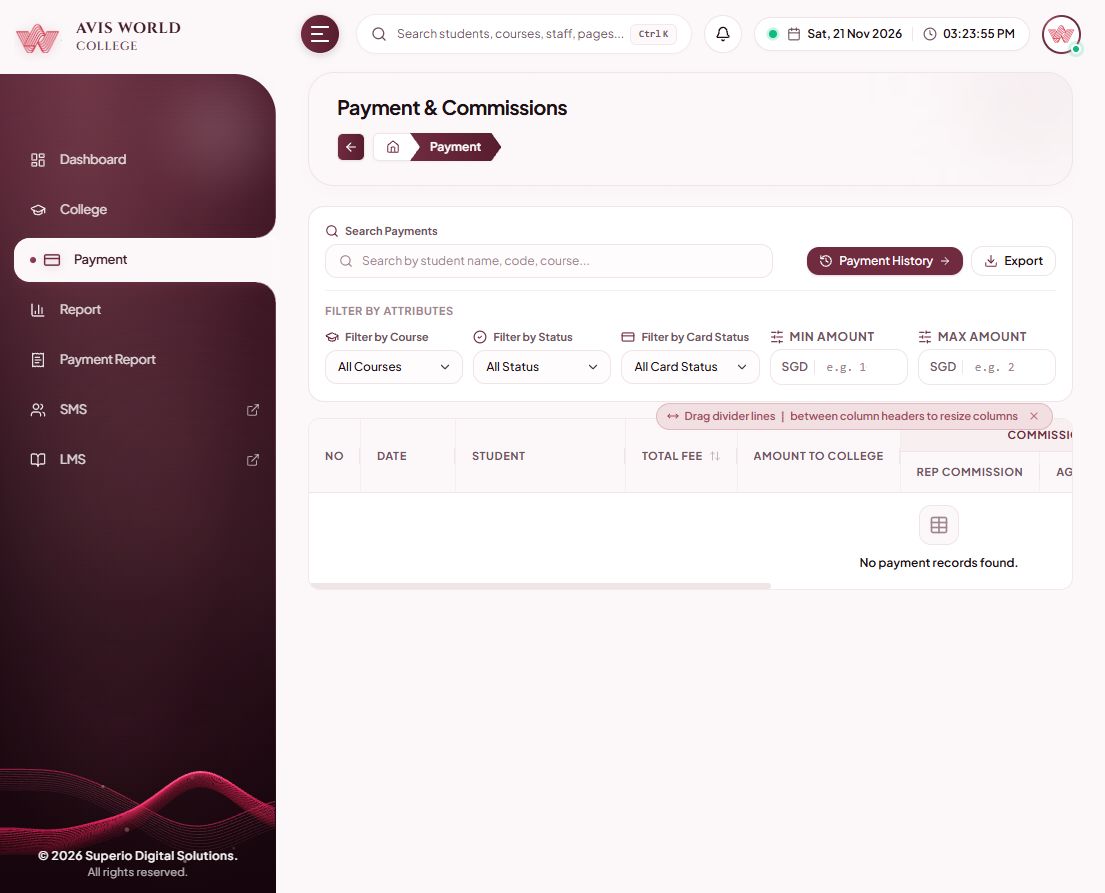 AVIS WORLD
COLLEGE
Search students, courses, staff, pages...
Ctrl K
Sat, 21 Nov 2026
03:23:55 PM
Dashboard
College
Payment
Report
Payment Report
SMS
LMS
© 2026 Superio Digital Solutions.
All rights reserved.
Payment & Commissions
Payment
Search Payments
Search by student name, code, course...
Payment History
Export
FILTER BY ATTRIBUTES
Filter by Course
Filter by Status
Filter by Card Status
MIN AMOUNT
MAX AMOUNT
All Courses
All Status
All Card Status
SGD e.g. 1
SGD e.g. 2
Drag divider lines | between column headers to resize columns
NO
DATE
STUDENT
TOTAL FEE
AMOUNT TO COLLEGE
COMMISSI
REP COMMISSION
AG
No payment records found.